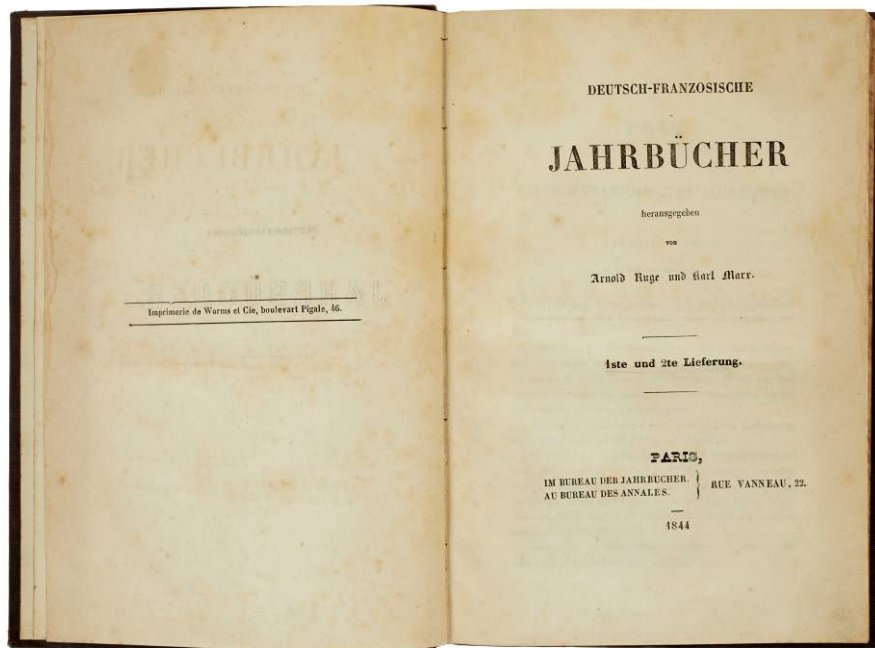 Imprimerie de Worms et Cie, boulevart Pigale, 46.
DEUTSCH-FRANZOSISCHE
JAHRBÜCHER
herausgegeben
von
Arnold Ruge und Karl Marx.
1ste und 2te Lieferung.
PARIS,
IM BUREAU DER JAHRBÜCHER.
AU BUREAU DES ANNALES.
RUE VANNEAU, 22.
1844